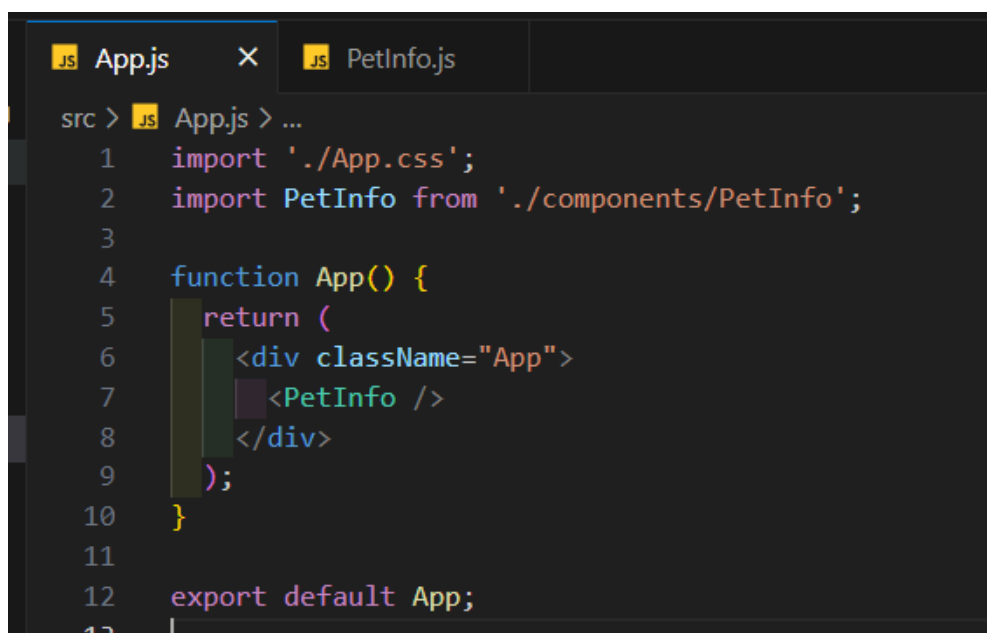 JS App.js × JS PetInfo.js
src > JS App.js > ...
1 import './App.css';
2 import PetInfo from './components/PetInfo';
3
4 function App() {
5   return (
6     <div className="App">
7       <PetInfo />
8     </div>
9   );
10 }
11
12 export default App;
13